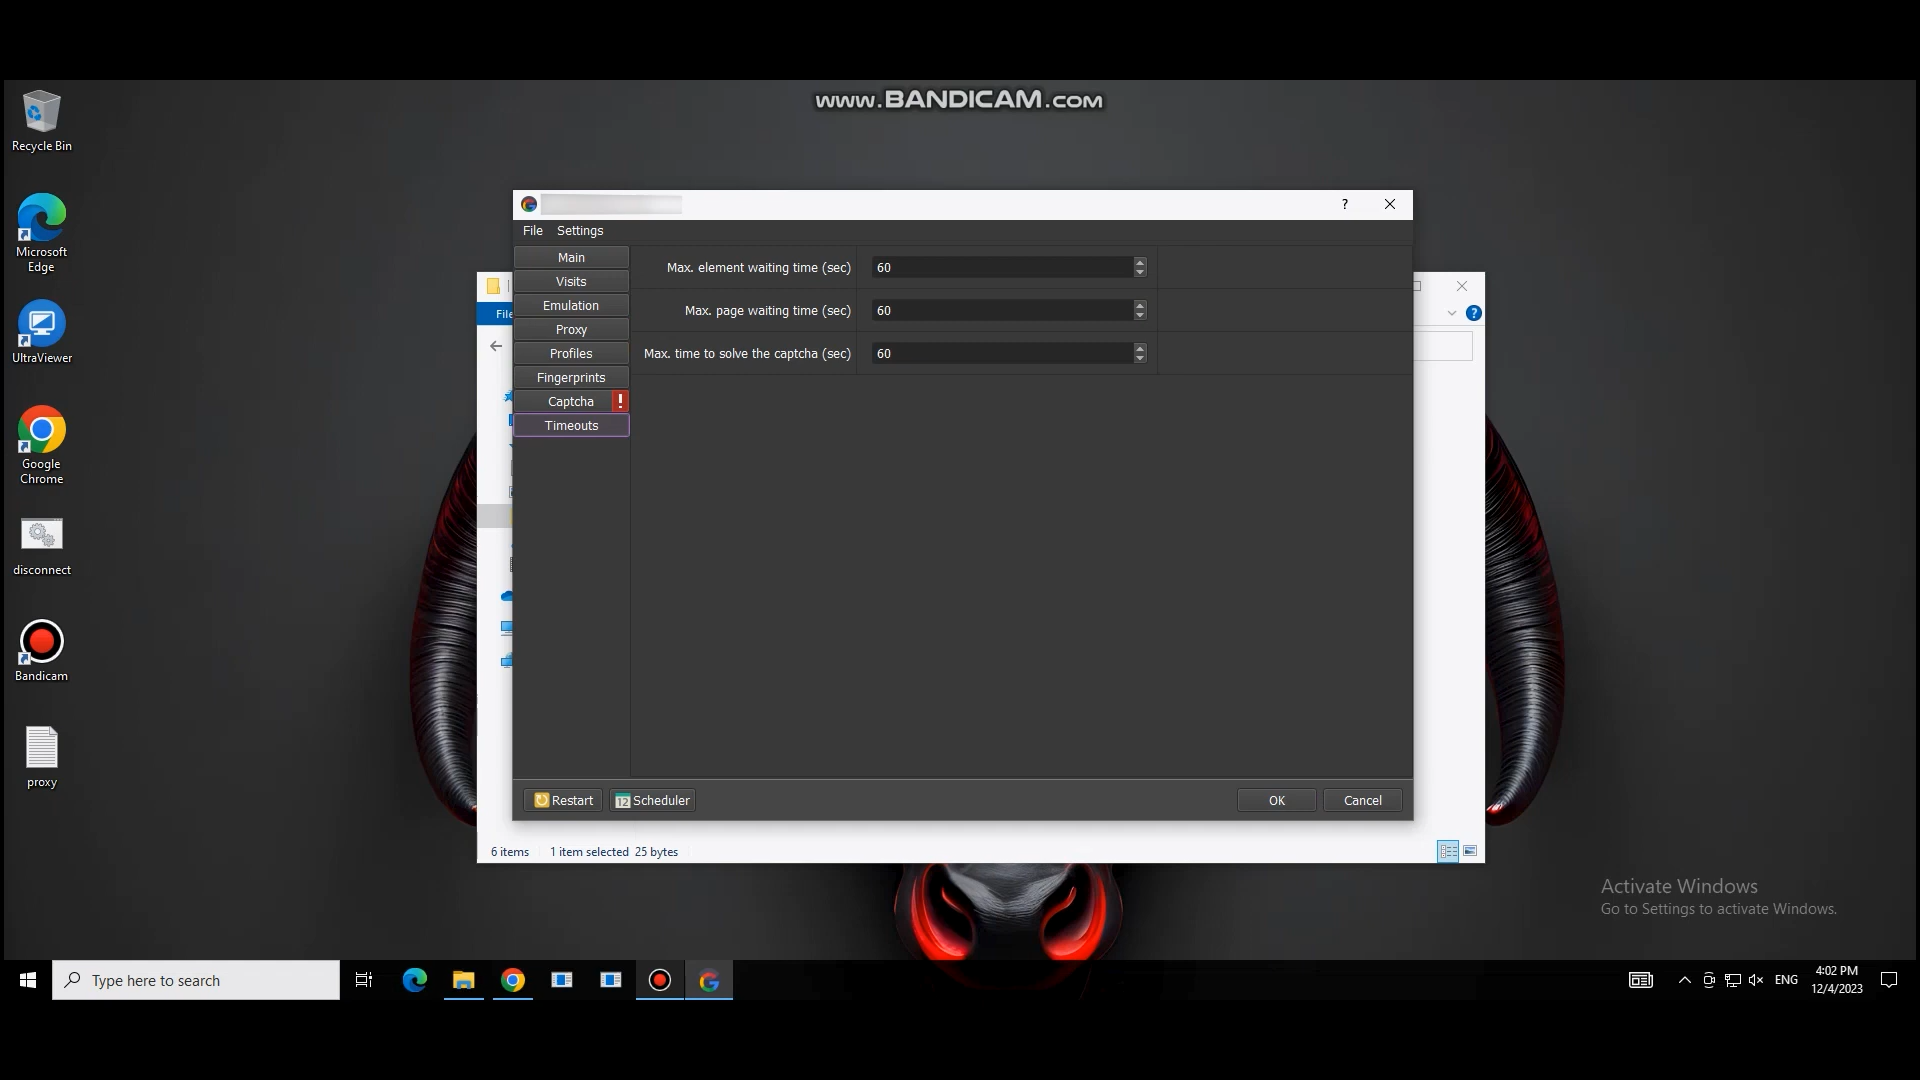 www.BANDICAM.com
Recycle Bin
Microsoft
Edge
UltraViewer
Google
Chrome
disconnect
Bandicam
proxy
?
File Settings
Main
Visits
Emulation
Proxy
Profiles
Fingerprints
Captcha !
Timeouts
Max. element waiting time (sec) 60
Max. page waiting time (sec) 60
Max. time to solve the captcha (sec) 60
File
?
Restart
12 Scheduler
OK
Cancel
6 items 1 item selected 25 bytes
Activate Windows
Go to Settings to activate Windows.
Type here to search
ENG
4:02 PM
12/4/2023